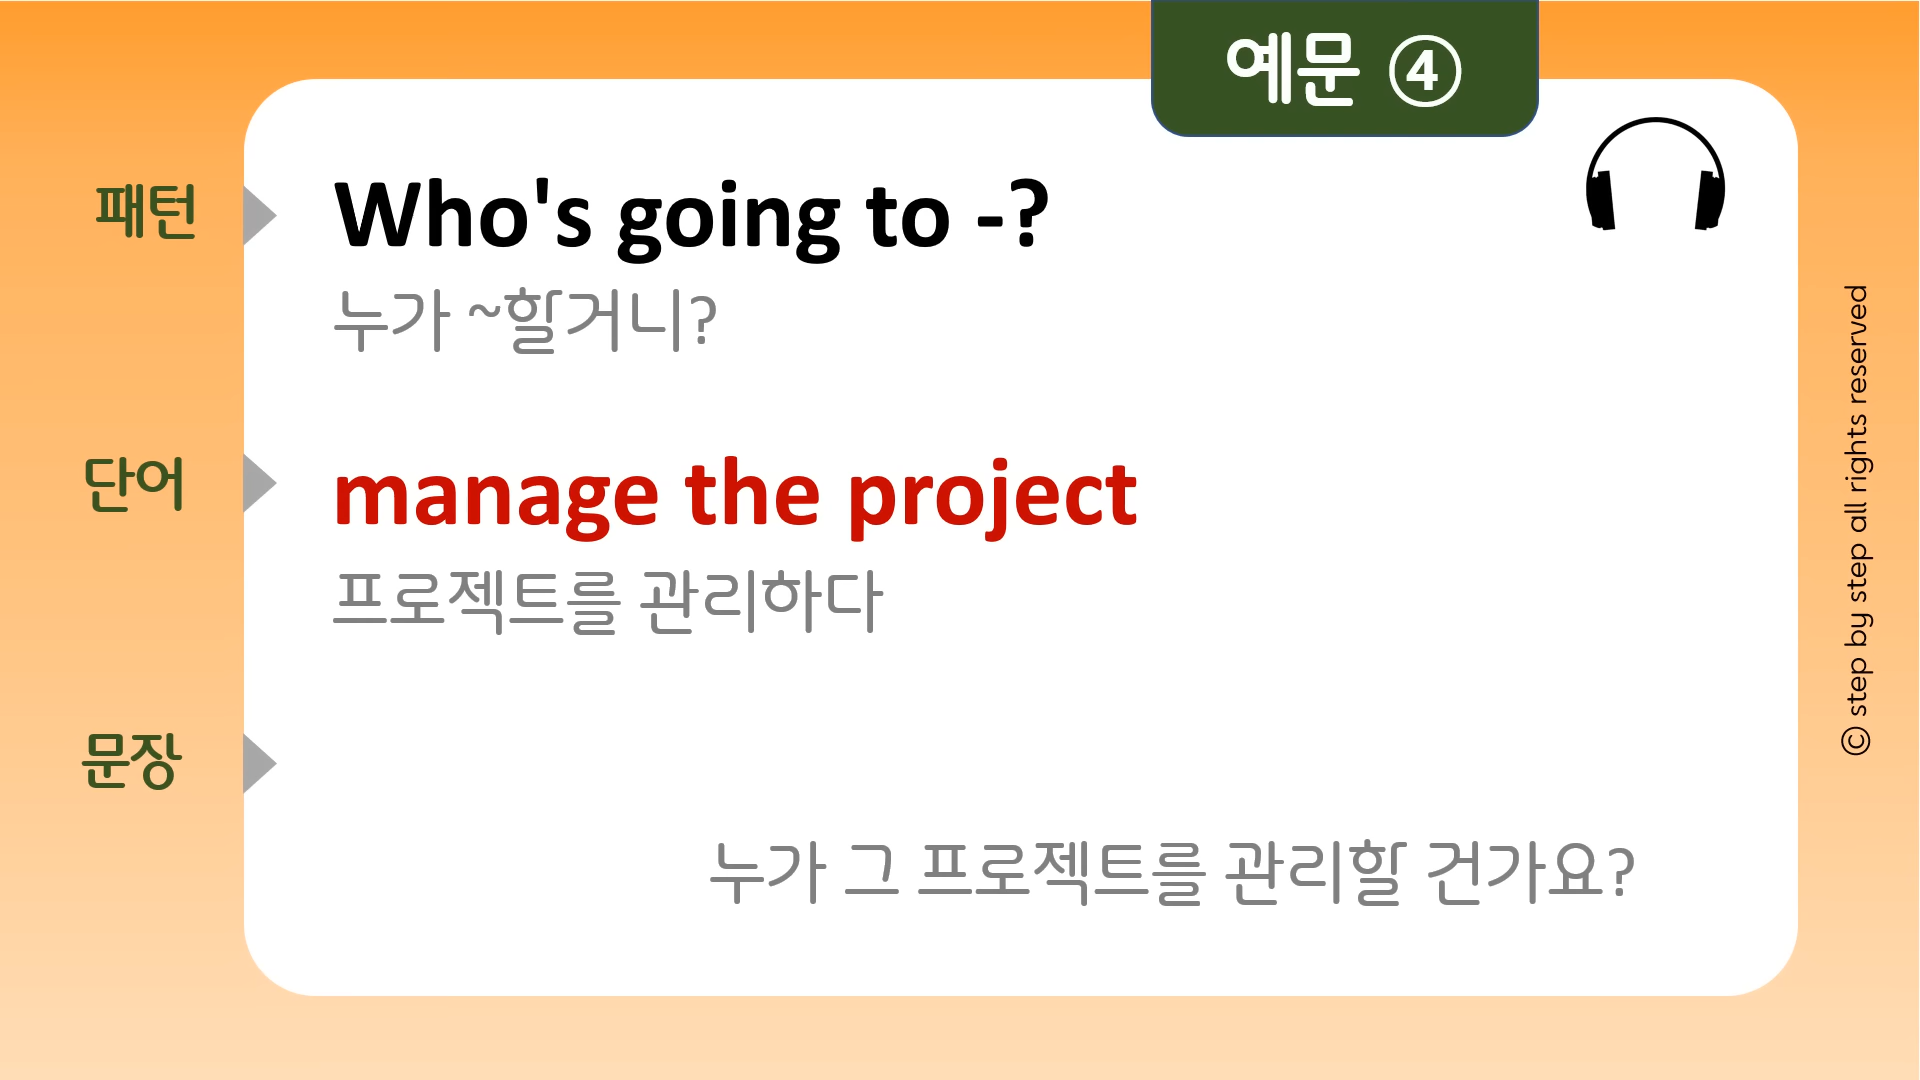 예문 ④
패턴
Who's going to -?
누가 ~할거니?
단어
manage the project
프로젝트를 관리하다
문장
누가 그 프로젝트를 관리할 건가요?
© step by step all rights reserved